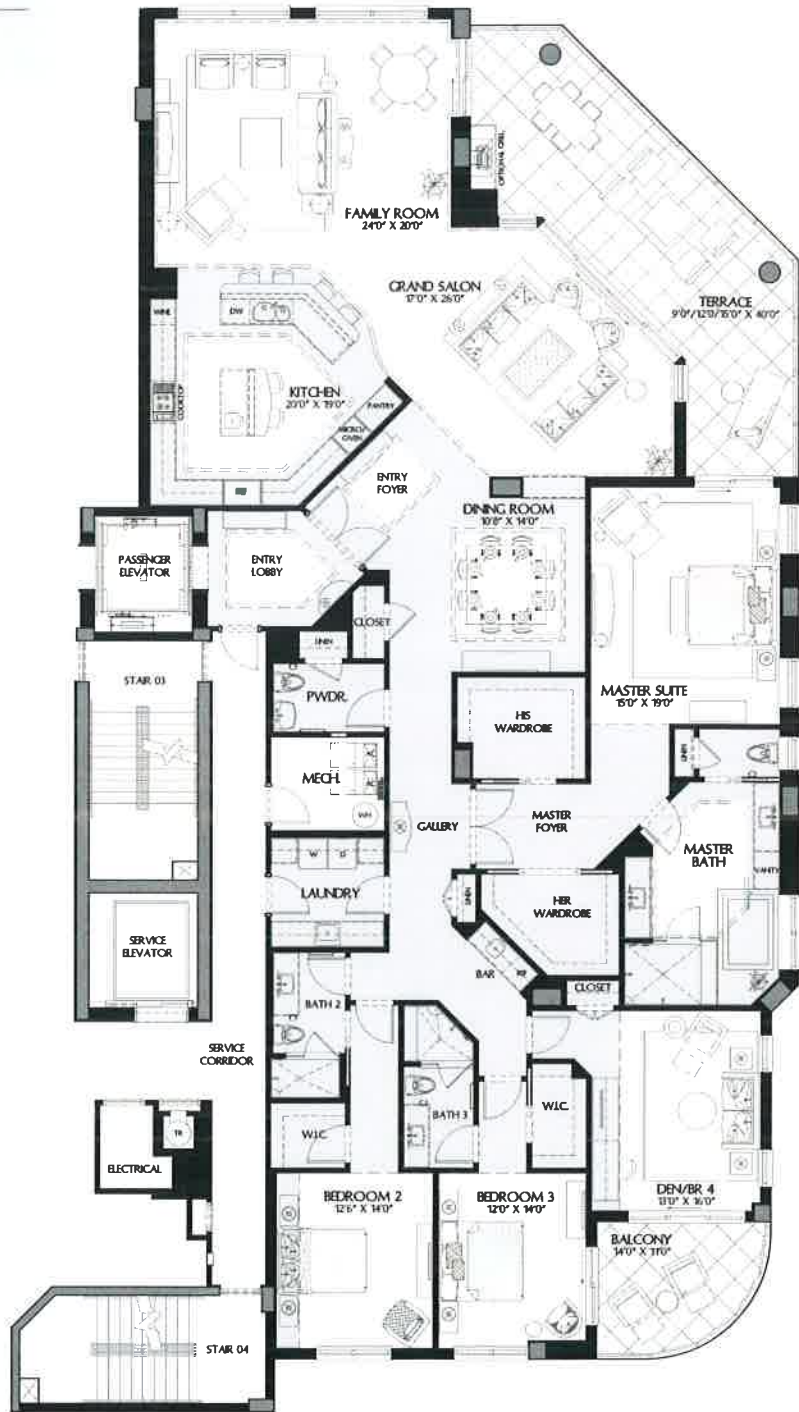 OPTIONAL GRILL
FAMILY ROOM
24'0" X 20'0"
GRAND SALON
17'0" X 26'0"
TERRACE
9'0"/12'0/15'0" X 40'0"
WINE
DW
COOKTOP
KITCHEN
20'0" X 19'0"
PANTRY
MICRO/
OVEN
REF
ENTRY
FOYER
DINING ROOM
10'8" X 14'0"
PASSENGER
ELEVATOR
ENTRY
LOBBY
CLOSET
LINEN
STAIR 03
PWDR.
HIS
WARDROBE
MASTER SUITE
15'0" X 19'0"
LINEN
MECH.
WH
GALLERY
MASTER
FOYER
MASTER
BATH
VANITY
W
D
LAUNDRY
LINEN
HER
WARDROBE
SERVICE
ELEVATOR
BAR
REF
CLOSET
BATH 2
SERVICE
CORRIDOR
BATH 3
W.I.C.
W.I.C.
TR
ELECTRICAL
BEDROOM 2
12'6" X 14'0"
BEDROOM 3
12'0" X 14'0"
DEN/BR 4
13'0" X 16'0"
BALCONY
14'0" X 11'0"
STAIR 04